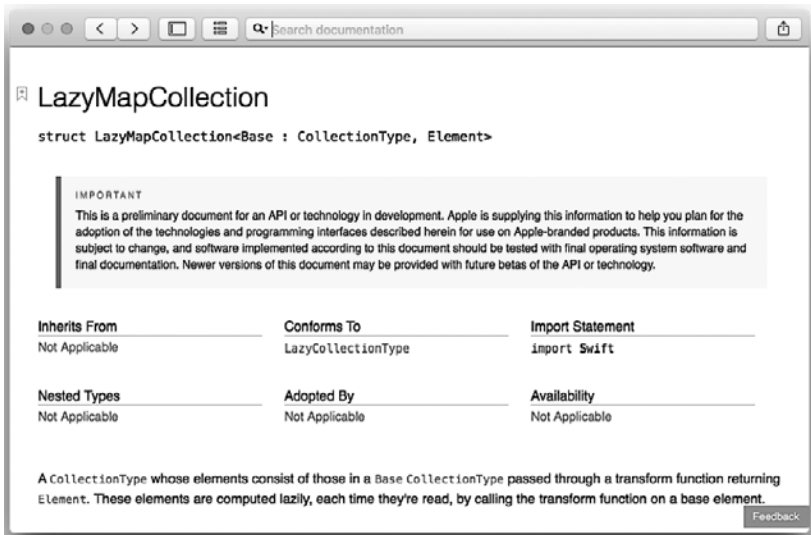 Search documentation
LazyMapCollection
struct LazyMapCollection<Base : CollectionType, Element>
IMPORTANT
This is a preliminary document for an API or technology in development. Apple is supplying this information to help you plan for the
adoption of the technologies and programming interfaces described herein for use on Apple-branded products. This information is
subject to change, and software implemented according to this document should be tested with final operating system software and
final documentation. Newer versions of this document may be provided with future betas of the API or technology.
Inherits From
Not Applicable
Conforms To
LazyCollectionType
Import Statement
import Swift
Nested Types
Not Applicable
Adopted By
Not Applicable
Availability
Not Applicable
A CollectionType whose elements consist of those in a Base CollectionType passed through a transform function returning
Element. These elements are computed lazily, each time they're read, by calling the transform function on a base element.
Feedback